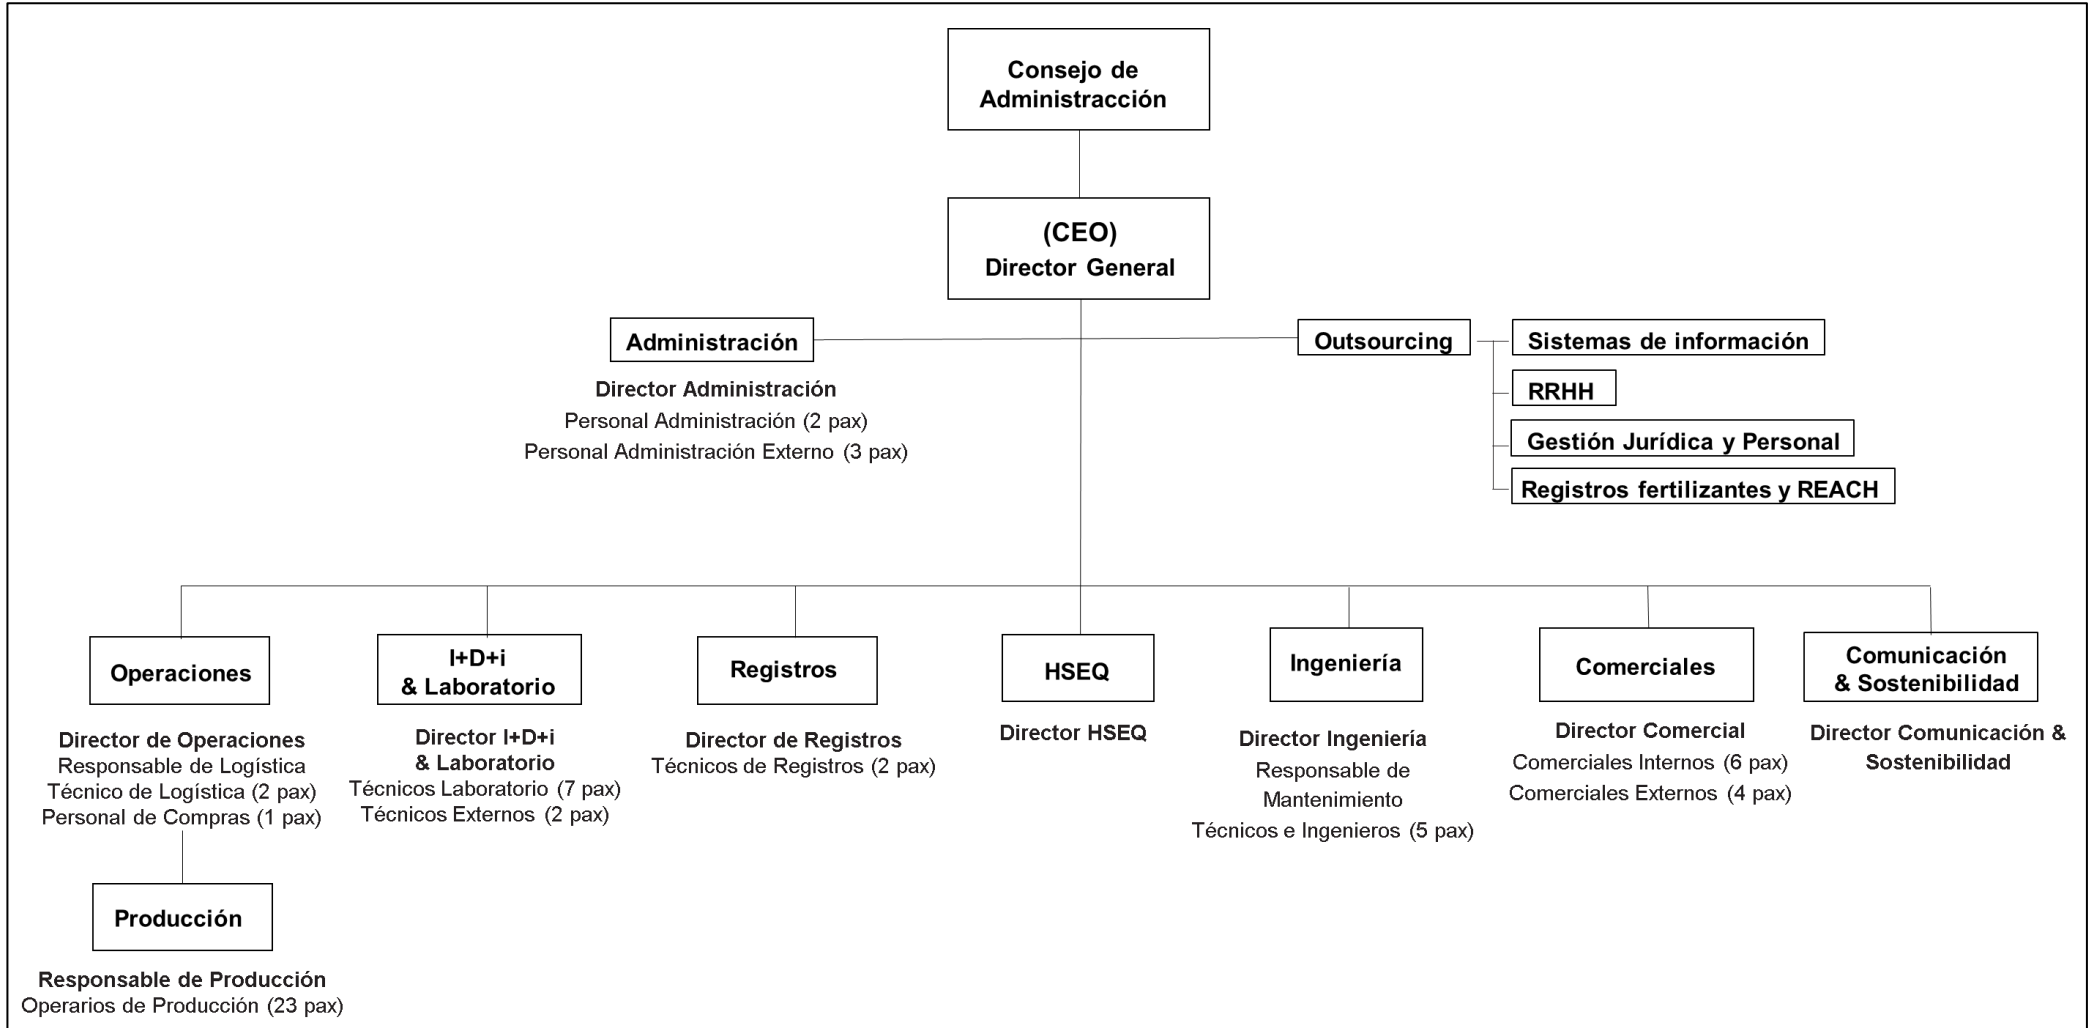 Consejo de
Administracción
(CEO)
Director General
Administración
Director Administración
Personal Administración (2 pax)
Personal Administración Externo (3 pax)
Outsourcing
Sistemas de información
RRHH
Gestión Jurídica y Personal
Registros fertilizantes y REACH
Operaciones
Director de Operaciones
Responsable de Logística
Técnico de Logística (2 pax)
Personal de Compras (1 pax)
Producción
Responsable de Producción
Operarios de Producción (23 pax)
I+D+i
& Laboratorio
Director I+D+i
& Laboratorio
Técnicos Laboratorio (7 pax)
Técnicos Externos (2 pax)
Registros
Director de Registros
Técnicos de Registros (2 pax)
HSEQ
Director HSEQ
Ingeniería
Director Ingeniería
Responsable de
Mantenimiento
Técnicos e Ingenieros (5 pax)
Comerciales
Director Comercial
Comerciales Internos (6 pax)
Comerciales Externos (4 pax)
Comunicación
& Sostenibilidad
Director Comunicación &
Sostenibilidad